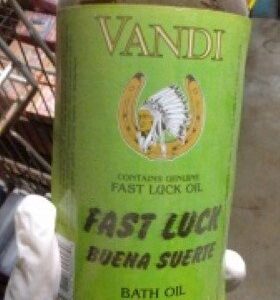 VANDI
CONTAINS GENUINE
FAST LUCK OIL
FAST LUCK
BUENA SUERTE
BATH OIL